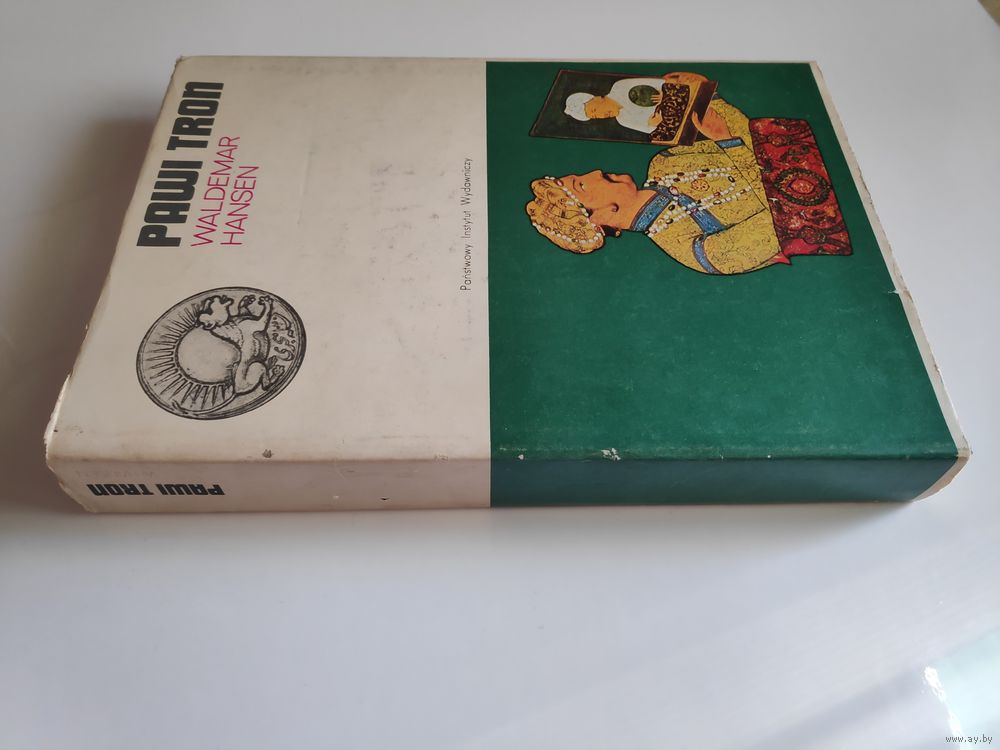 PAWI TRON
WALDEMAR
HANSEN
Państwowy Instytut Wydawniczy
PAWI TRON
www.ay.by